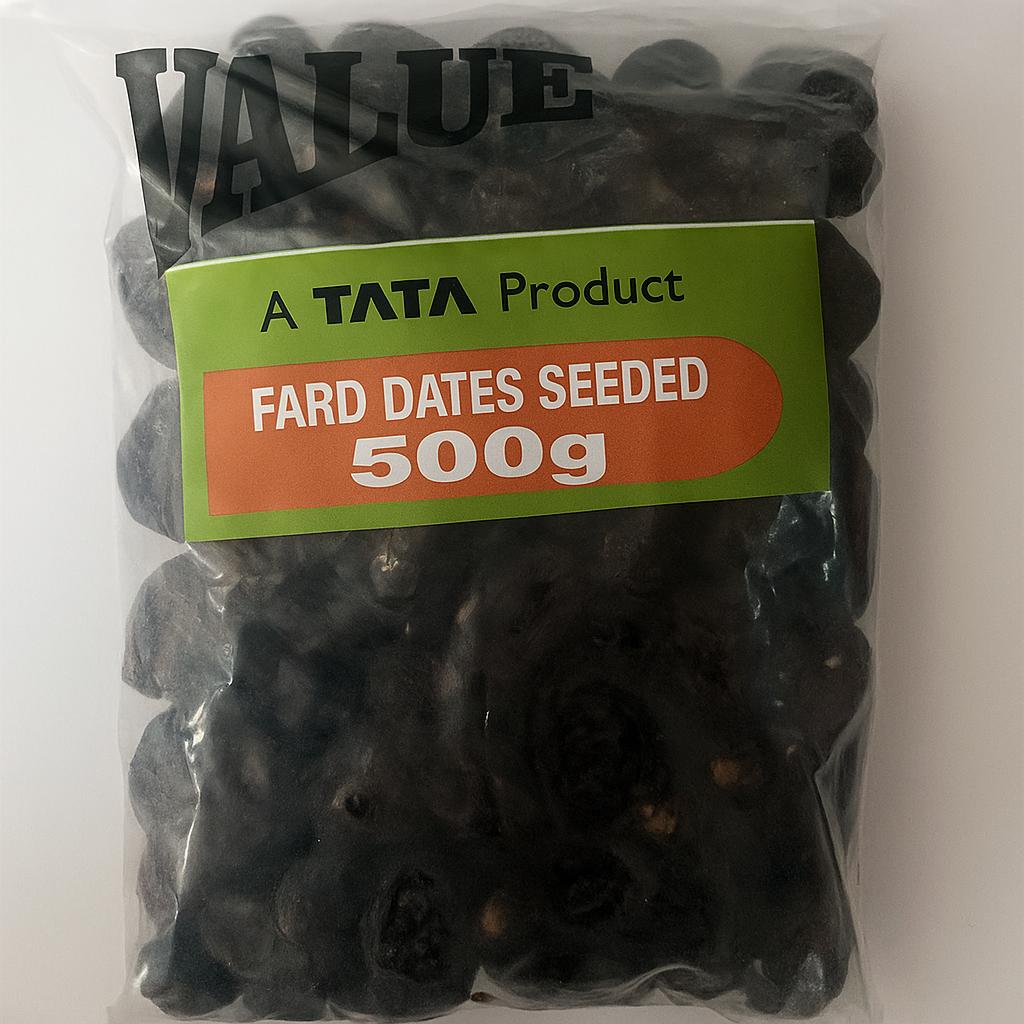 VALUE
A TATA Product
FARD DATES SEEDED
500g